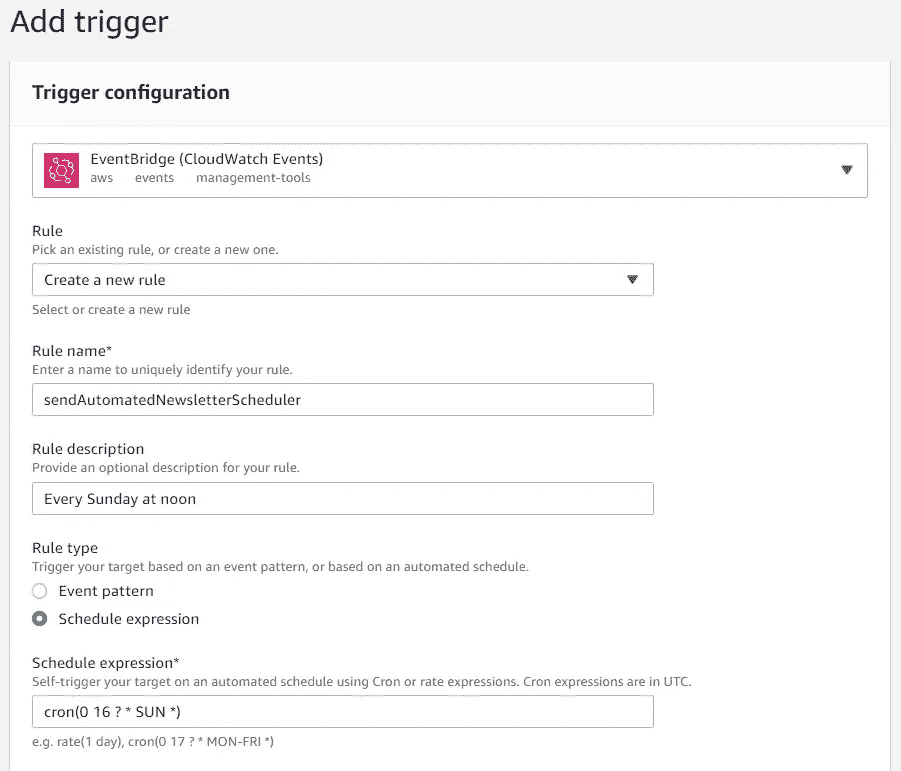 Add trigger
Trigger configuration
EventBridge (CloudWatch Events)
aws events management-tools
Rule
Pick an existing rule, or create a new one.
Create a new rule
Select or create a new rule
Rule name*
Enter a name to uniquely identify your rule.
sendAutomatedNewsletterScheduler
Rule description
Provide an optional description for your rule.
Every Sunday at noon
Rule type
Trigger your target based on an event pattern, or based on an automated schedule.
Event pattern
Schedule expression
Schedule expression*
Self-trigger your target on an automated schedule using Cron or rate expressions. Cron expressions are in UTC.
cron(0 16 ? * SUN *)
e.g. rate(1 day), cron(0 17 ? * MON-FRI *)